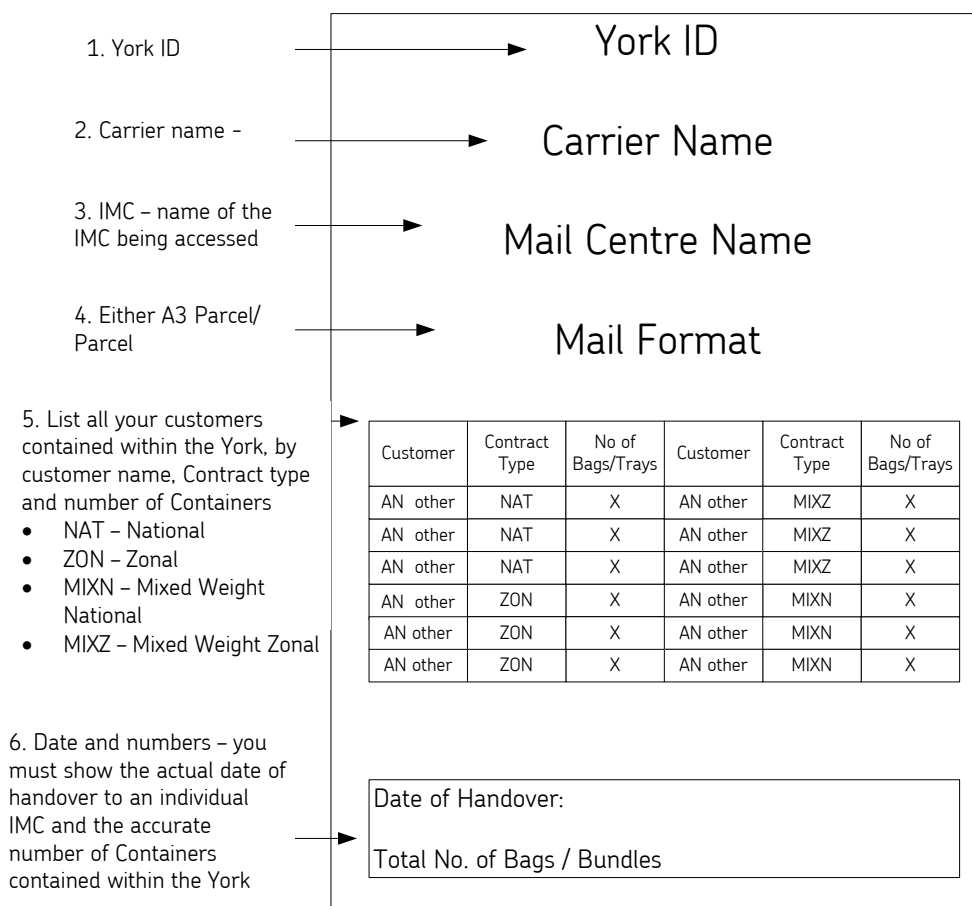 1. York ID
York ID
2. Carrier name -
Carrier Name
3. IMC – name of the
IMC being accessed
Mail Centre Name
4. Either A3 Parcel/
Parcel
Mail Format
5. List all your customers
contained within the York, by
customer name, Contract type
and number of Containers
• NAT – National
• ZON – Zonal
• MIXN – Mixed Weight
National
• MIXZ – Mixed Weight Zonal
Customer Contract Type No of Bags/Trays Customer Contract Type No of Bags/Trays
AN other NAT X AN other MIXZ X
AN other NAT X AN other MIXZ X
AN other NAT X AN other MIXZ X
AN other ZON X AN other MIXN X
AN other ZON X AN other MIXN X
AN other ZON X AN other MIXN X
6. Date and numbers – you
must show the actual date of
handover to an individual
IMC and the accurate
number of Containers
contained within the York
Date of Handover:
Total No. of Bags / Bundles